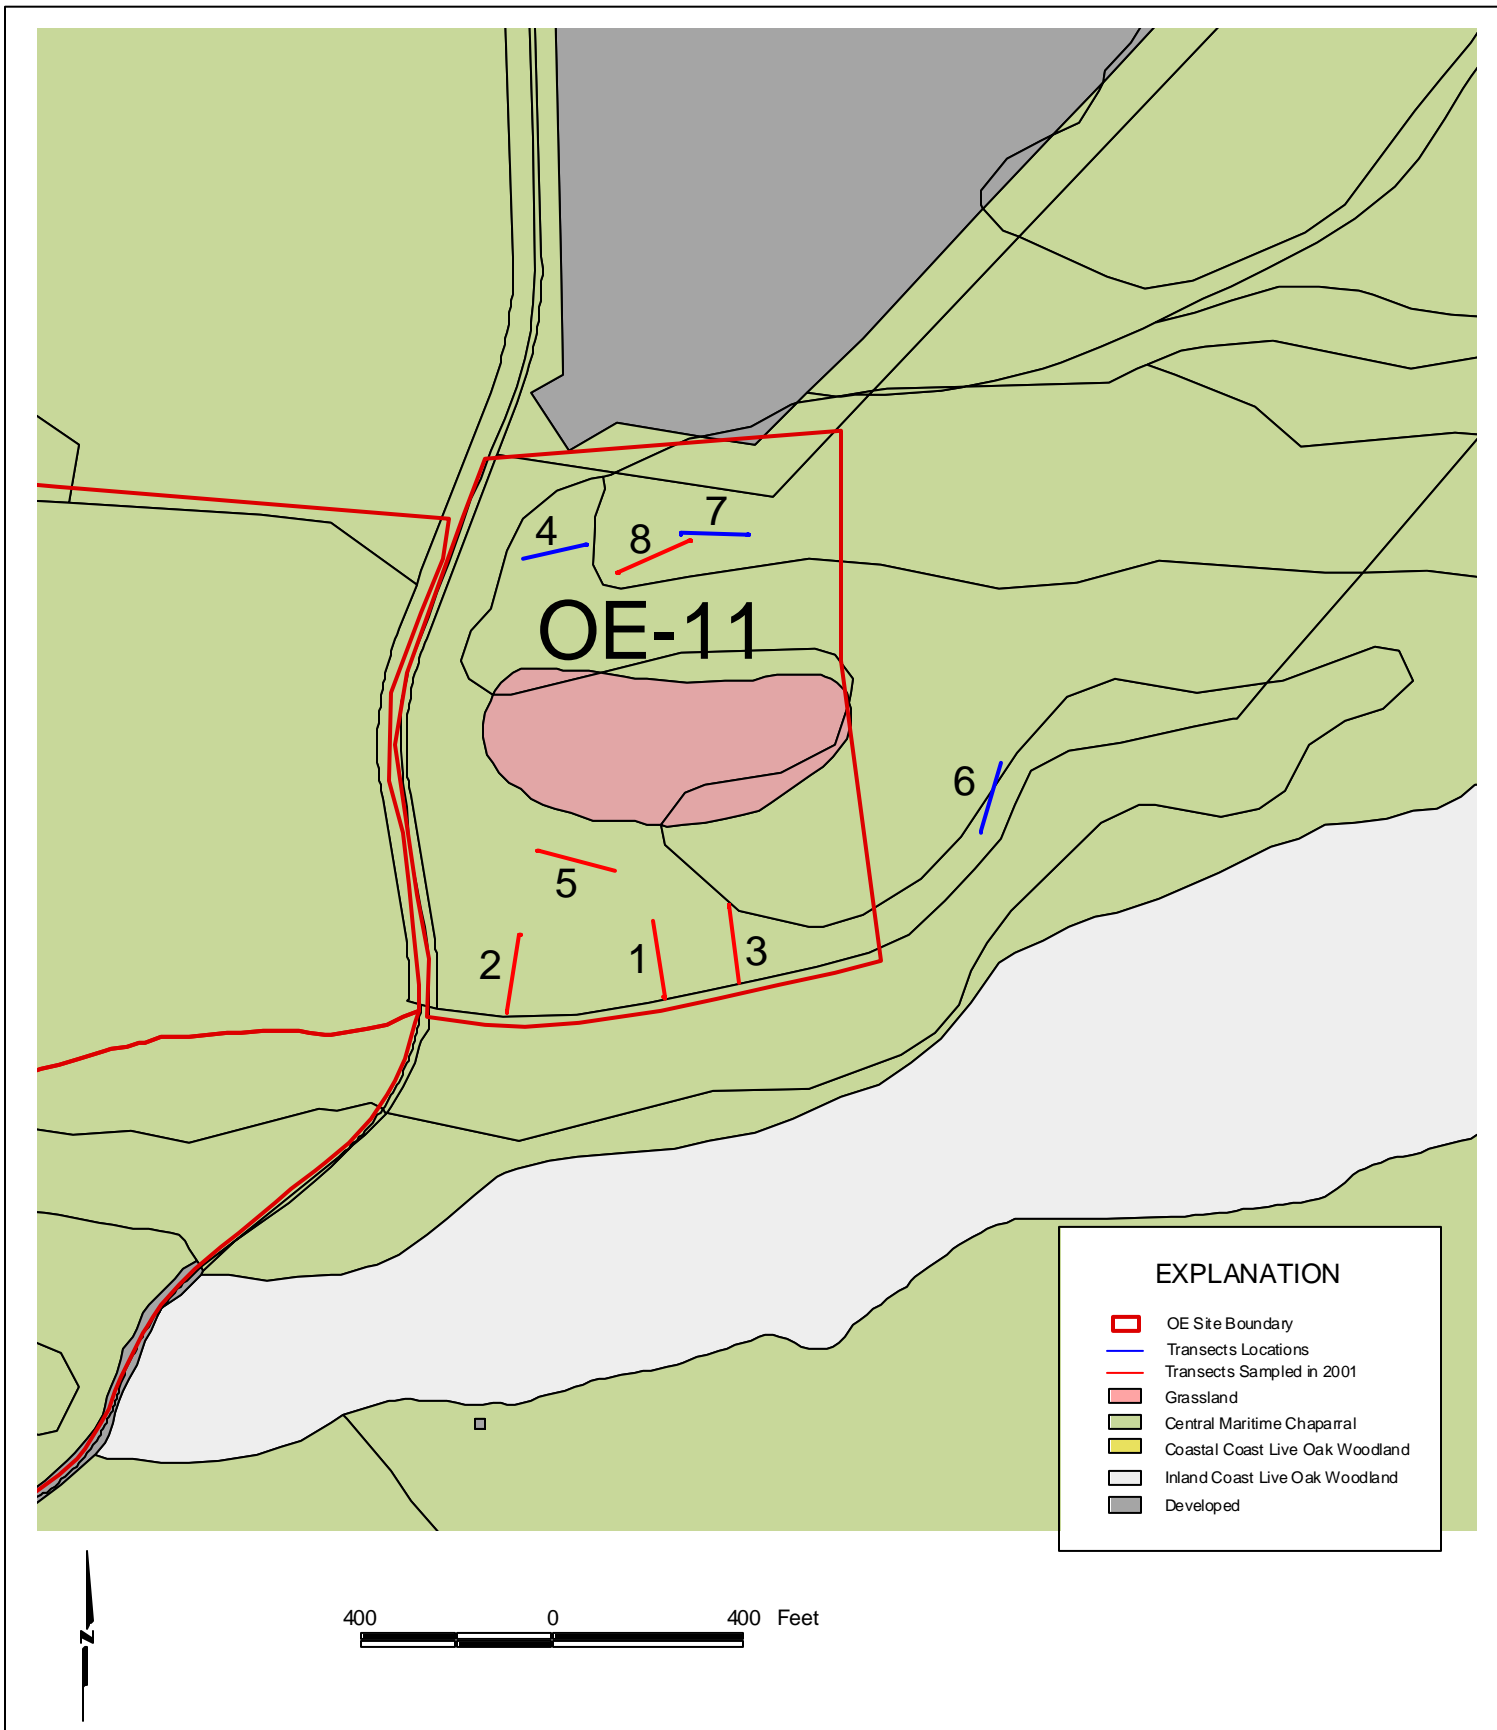 7
4
8
OE-11
6
5
2
1
3
EXPLANATION
OE Site Boundary
Transects Locations
Transects Sampled in 2001
Grassland
Central Maritime Chaparral
Coastal Coast Live Oak Woodland
Inland Coast Live Oak Woodland
Developed
N
400 0 400 Feet